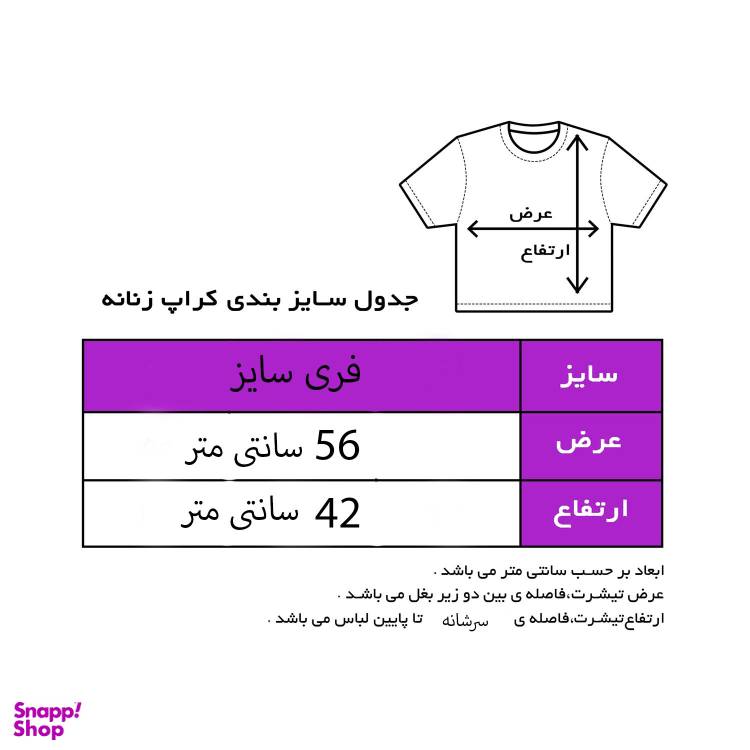 عرض
ارتفاع
جدول سایز بندی کراپ زنانه
سایز فری سایز
عرض 56 سانتی متر
ارتفاع 42 سانتی متر
ابعاد بر حسب سانتی متر می باشد .
عرض تیشرت،فاصله ی بین دو زیر بغل می باشد .
ارتفاع‌تیشرت،فاصله ی سرشانه تا پایین لباس می باشد .
Snapp!
Shop